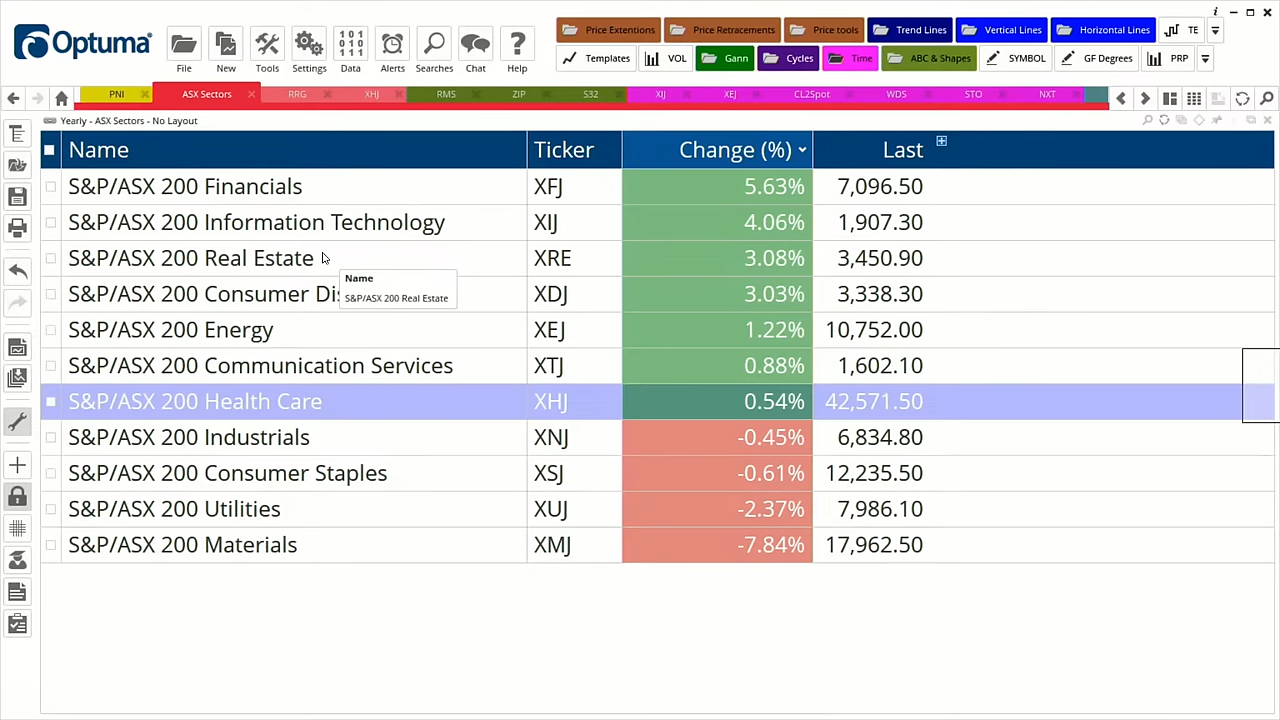 Optuma
File
New
Tools
Settings
Data
Alerts
Searches
Chat
Help
Price Extentions
Price Retracements
Price tools
Trend Lines
Vertical Lines
Horizontal Lines
TE
Templates
VOL
Gann
Cycles
Time
ABC & Shapes
SYMBOL
GF Degrees
PRP
PNI
ASX Sectors
RRG
XHJ
RMS
ZIP
S32
XIJ
XEJ
CL2Spot
WDS
STO
NXT
Yearly - ASX Sectors - No Layout
Name Ticker Change (%) Last
S&P/ASX 200 Financials XFJ 5.63% 7,096.50
S&P/ASX 200 Information Technology XIJ 4.06% 1,907.30
S&P/ASX 200 Real Estate XRE 3.08% 3,450.90
S&P/ASX 200 Consumer Dis XDJ 3.03% 3,338.30
Name
S&P/ASX 200 Real Estate
S&P/ASX 200 Energy XEJ 1.22% 10,752.00
S&P/ASX 200 Communication Services XTJ 0.88% 1,602.10
S&P/ASX 200 Health Care XHJ 0.54% 42,571.50
S&P/ASX 200 Industrials XNJ -0.45% 6,834.80
S&P/ASX 200 Consumer Staples XSJ -0.61% 12,235.50
S&P/ASX 200 Utilities XUJ -2.37% 7,986.10
S&P/ASX 200 Materials XMJ -7.84% 17,962.50